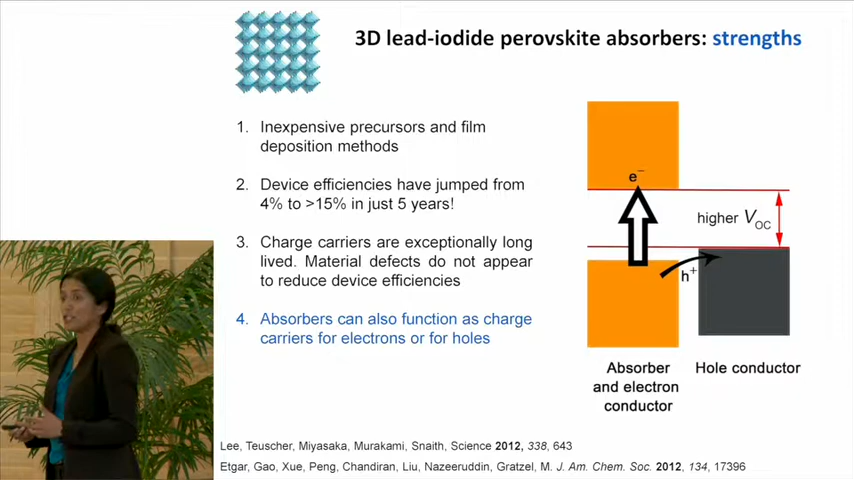 3D lead-iodide perovskite absorbers: strengths
1. Inexpensive precursors and film
deposition methods
2. Device efficiencies have jumped from
4% to >15% in just 5 years!
3. Charge carriers are exceptionally long
lived. Material defects do not appear
to reduce device efficiencies
4. Absorbers can also function as charge
carriers for electrons or for holes
e⁻
higher VOC
h⁺
Absorber
and electron
conductor
Hole conductor
Lee, Teuscher, Miyasaka, Murakami, Snaith, Science 2012, 338, 643
Etgar, Gao, Xue, Peng, Chandiran, Liu, Nazeeruddin, Gratzel, M. J. Am. Chem. Soc. 2012, 134, 17396